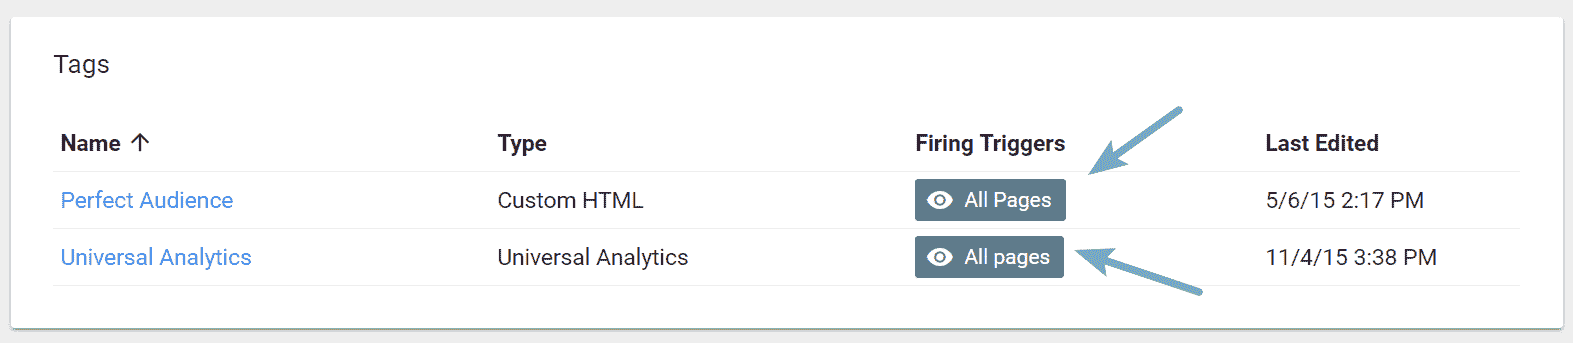 Tags
Name Type Firing Triggers Last Edited
Perfect Audience Custom HTML All Pages 5/6/15 2:17 PM
Universal Analytics Universal Analytics All pages 11/4/15 3:38 PM